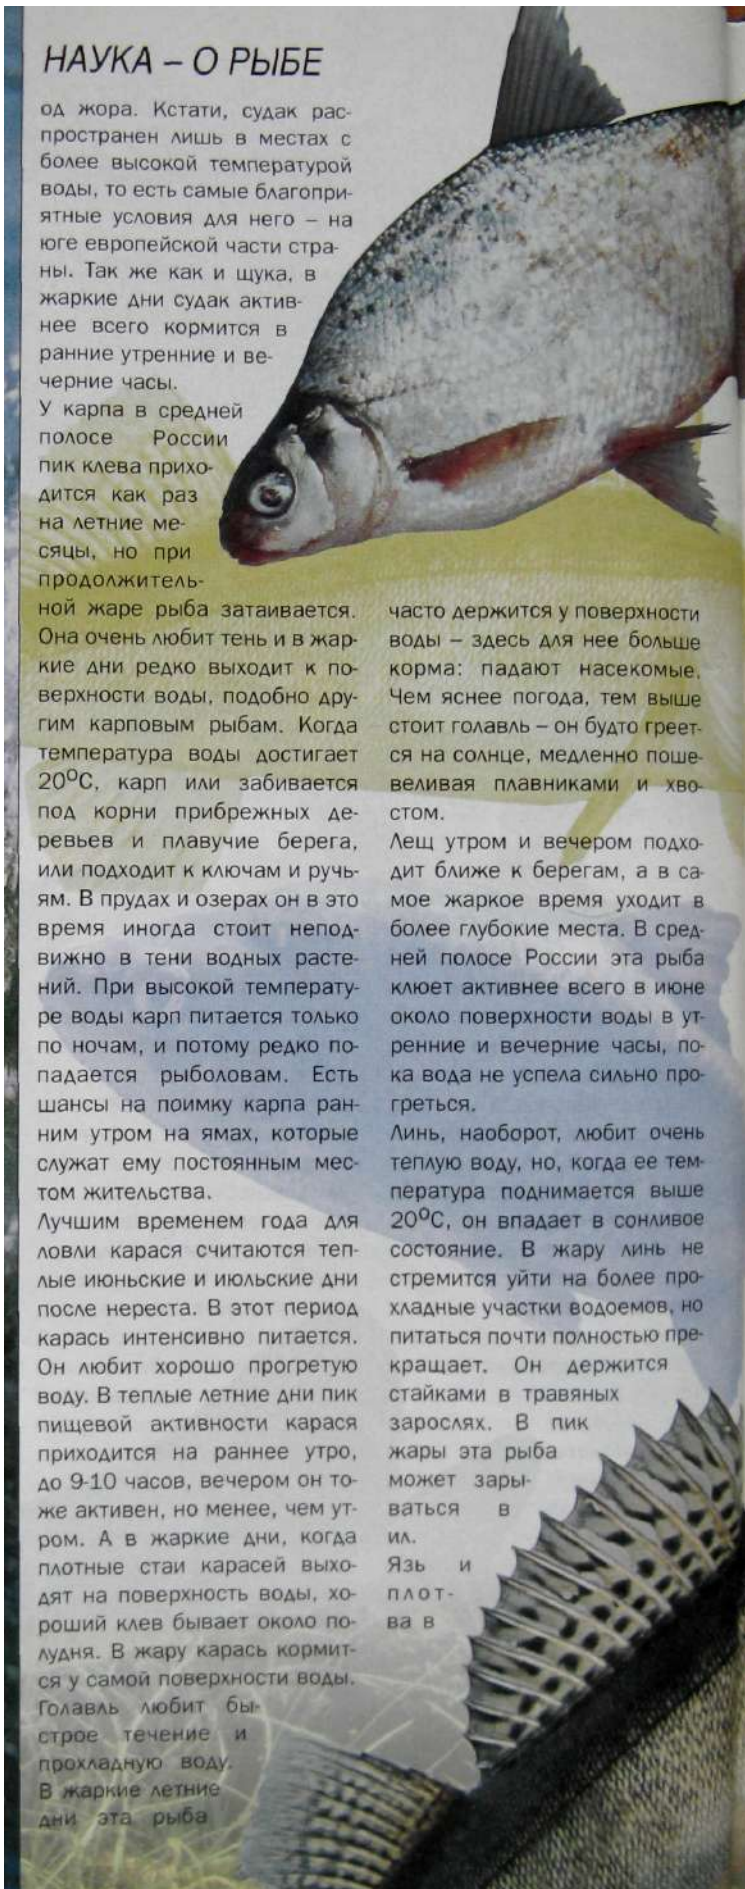 НАУКА – О РЫБЕ
од жора. Кстати, судак рас-
пространен лишь в местах с
более высокой температурой
воды, то есть самые благопри-
ятные условия для него – на
юге европейской части стра-
ны. Так же как и щука, в
жаркие дни судак актив-
нее всего кормится в
ранние утренние и ве-
черние часы.
У карпа в средней
полосе России
пик клева прихо-
дится как раз
на летние ме-
сяцы, но при
продолжитель-
ной жаре рыба затаивается.
Она очень любит тень и в жар-
кие дни редко выходит к по-
верхности воды, подобно дру-
гим карповым рыбам. Когда
температура воды достигает
20⁰С, карп или забивается
под корни прибрежных де-
ревьев и плавучие берега,
или подходит к ключам и ручь-
ям. В прудах и озерах он в это
время иногда стоит непод-
вижно в тени водных расте-
ний. При высокой температу-
ре воды карп питается только
по ночам, и потому редко по-
падается рыболовам. Есть
шансы на поимку карпа ран-
ним утром на ямах, которые
служат ему постоянным мес-
том жительства.
Лучшим временем года для
ловли карася считаются теп-
лые июньские и июльские дни
после нереста. В этот период
карась интенсивно питается.
Он любит хорошо прогретую
воду. В теплые летние дни пик
пищевой активности карася
приходится на раннее утро,
до 9-10 часов, вечером он то-
же активен, но менее, чем ут-
ром. А в жаркие дни, когда
плотные стаи карасей выхо-
дят на поверхность воды, хо-
роший клев бывает около по-
лудня. В жару карась кормит-
ся у самой поверхности воды.
Голавль любит бы-
строе течение и
прохладную воду.
В жаркие летние
дни эта рыба
часто держится у поверхности
воды – здесь для нее больше
корма: падают насекомые.
Чем яснее погода, тем выше
стоит голавль – он будто греет-
ся на солнце, медленно поше-
веливая плавниками и хво-
стом.
Лещ утром и вечером подхо-
дит ближе к берегам, а в са-
мое жаркое время уходит в
более глубокие места. В сред-
ней полосе России эта рыба
клюет активнее всего в июне
около поверхности воды в ут-
ренние и вечерние часы, по-
ка вода не успела сильно про-
греться.
Линь, наоборот, любит очень
теплую воду, но, когда ее тем-
пература поднимается выше
20⁰С, он впадает в сонливое
состояние. В жару линь не
стремится уйти на более про-
хладные участки водоемов, но
питаться почти полностью пре-
кращает. Он держится
стайками в травяных
зарослях. В пик
жары эта рыба
может зары-
ваться в
ил.
Язь и
плот-
ва в